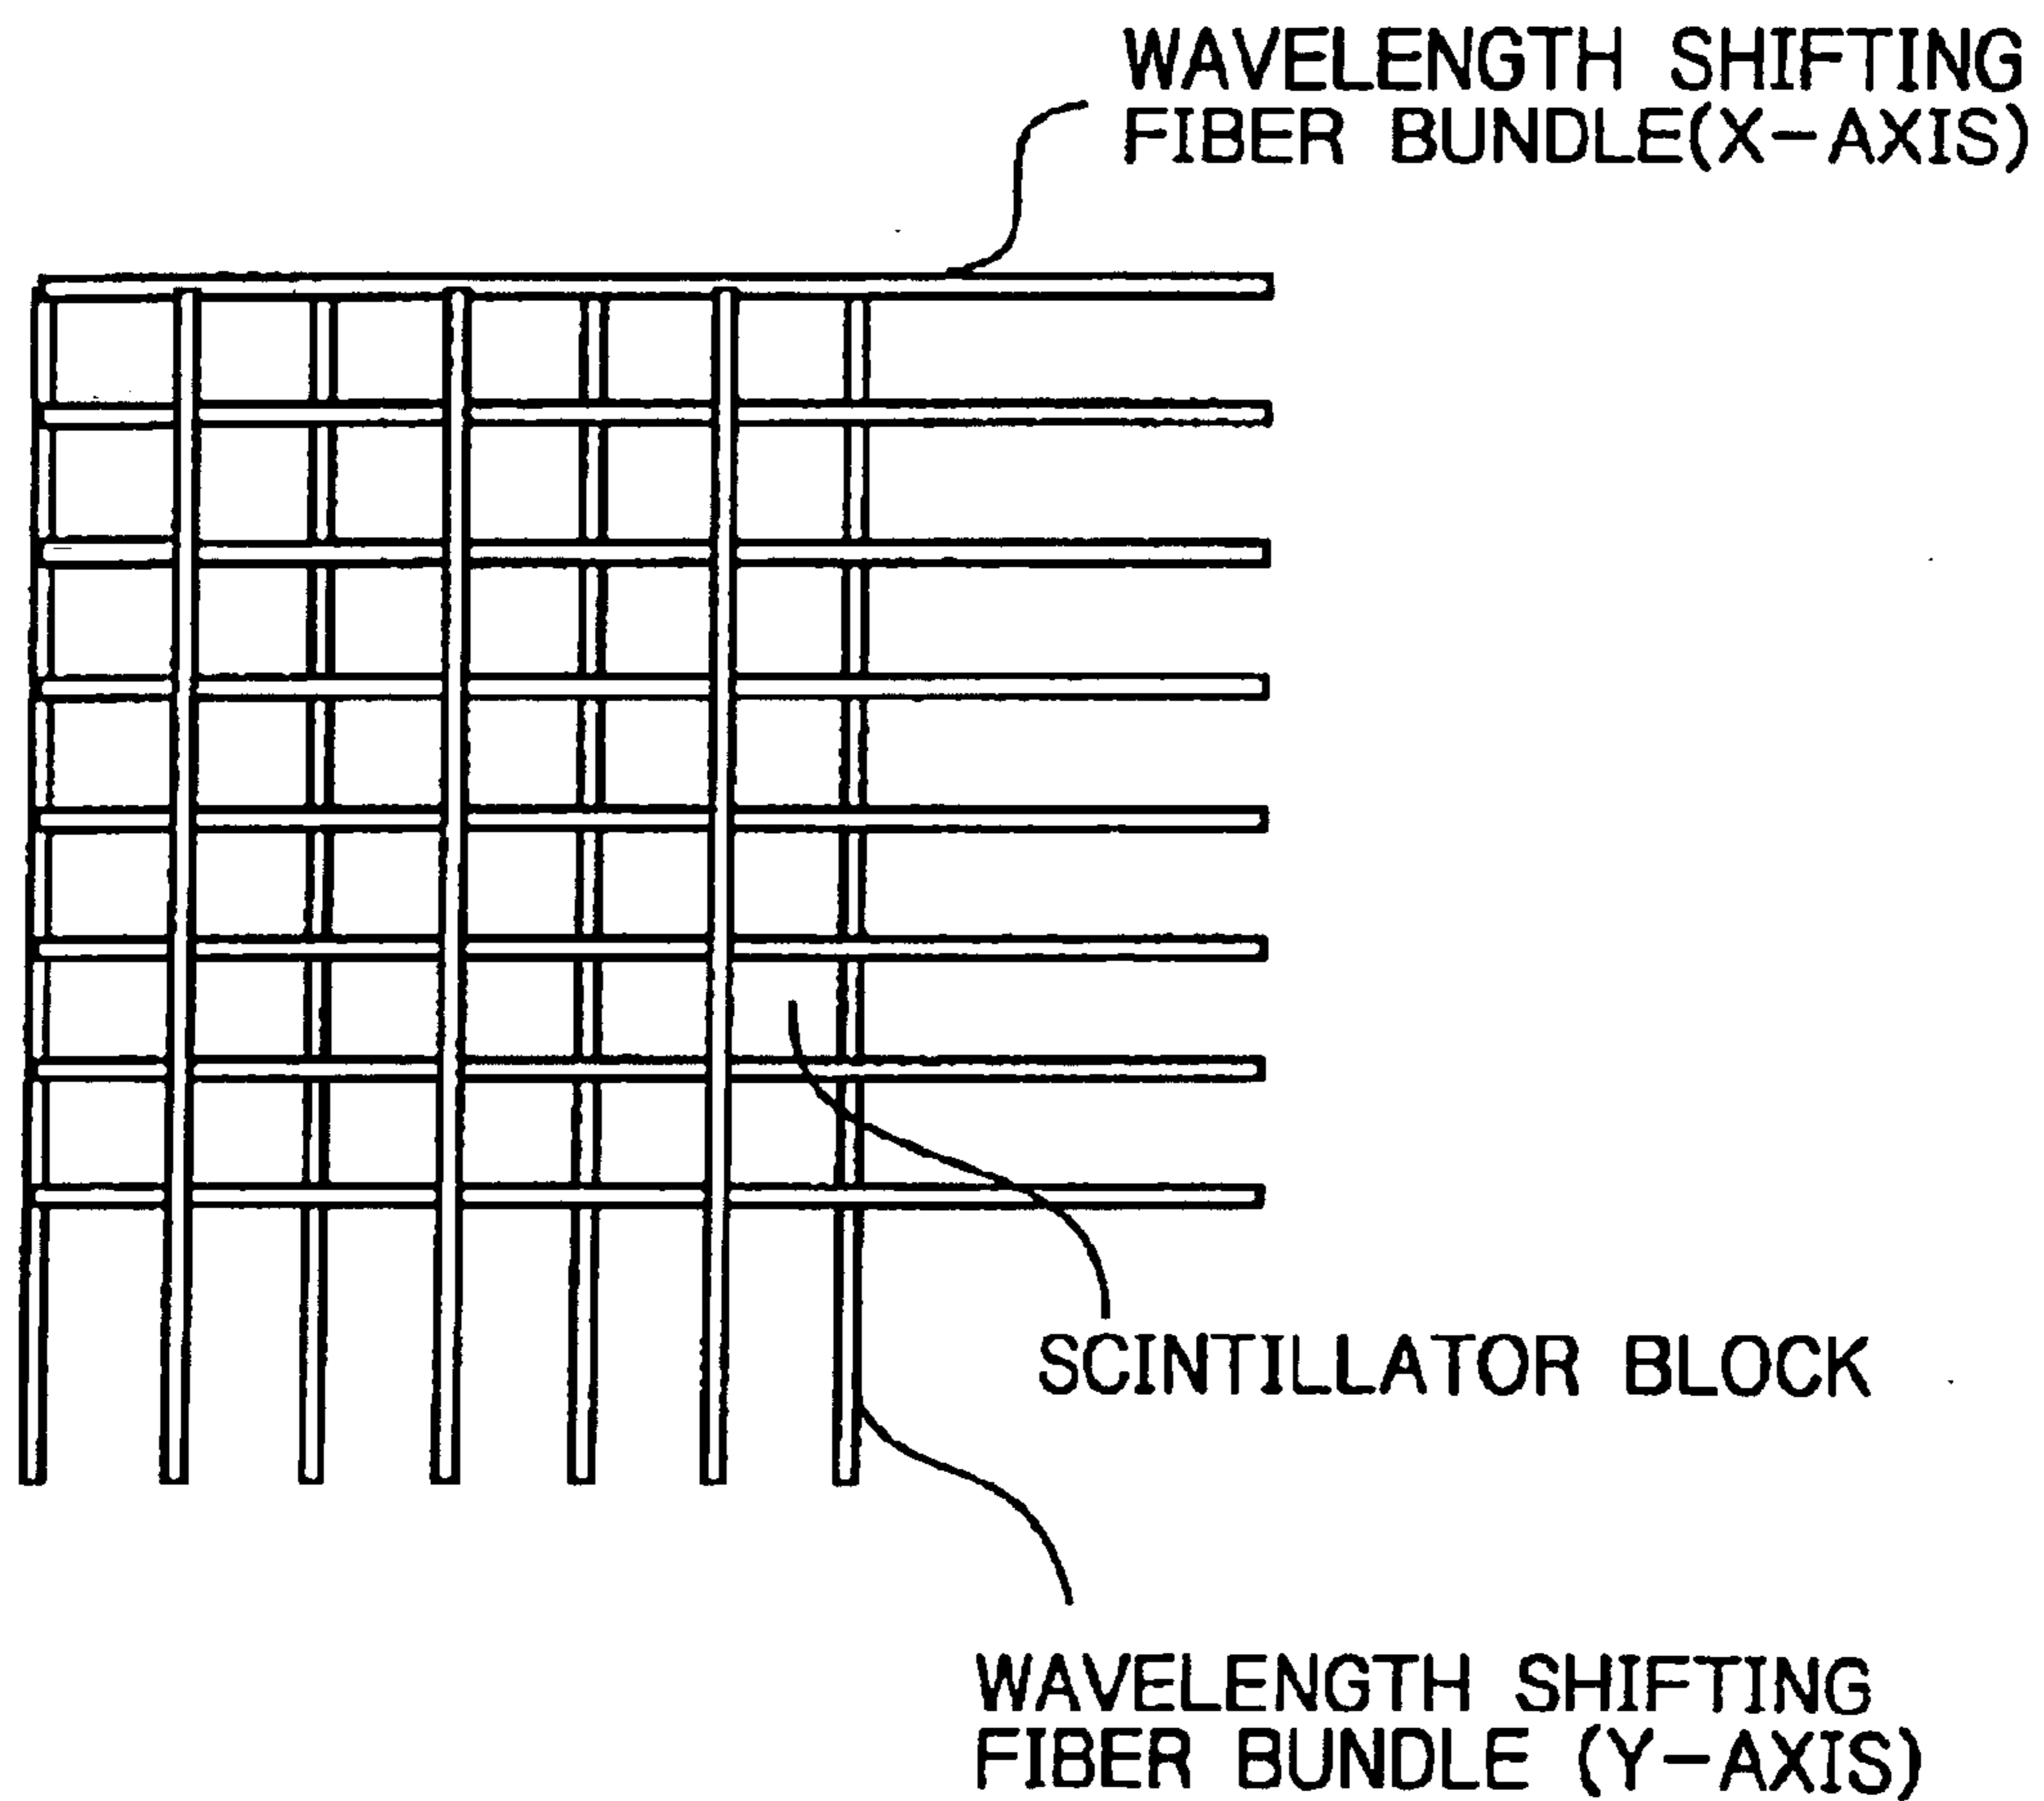 WAVELENGTH SHIFTING
FIBER BUNDLE(X-AXIS)
SCINTILLATOR BLOCK
WAVELENGTH SHIFTING
FIBER BUNDLE (Y-AXIS)